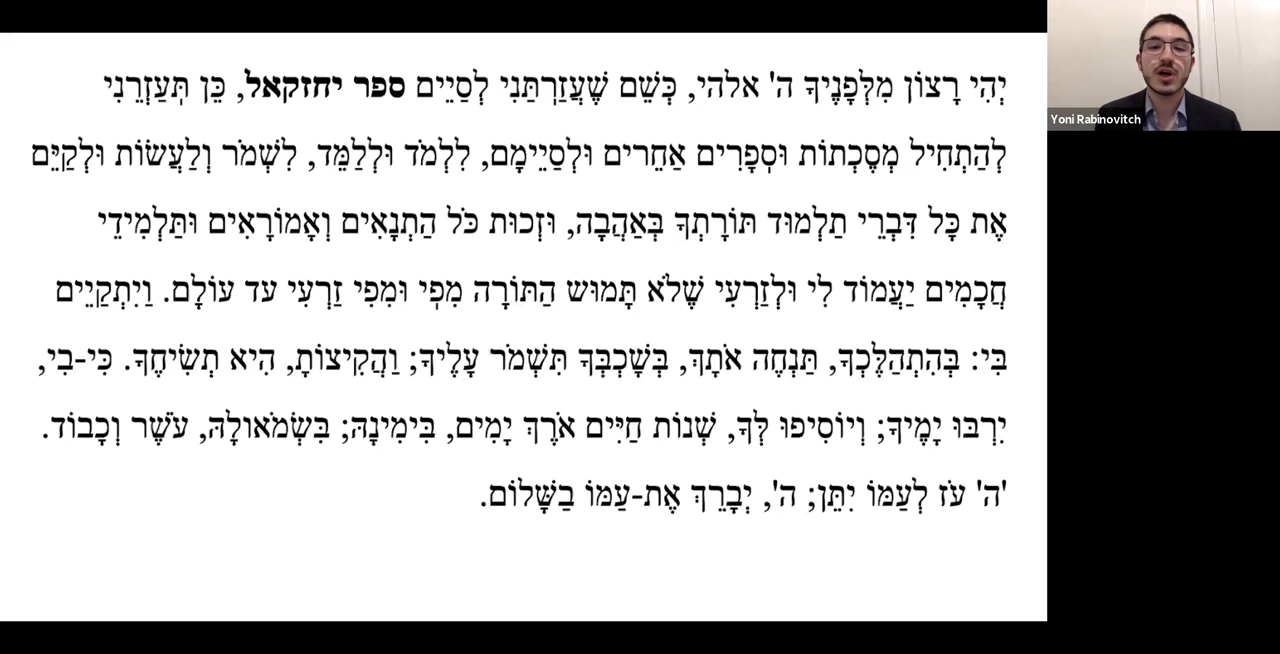 יְהִי רָצוֹן מִלְּפָנֶיךָ ה' אלהי, כְּשֵׁם שֶׁעֲזַרְתַּנִי לְסַיֵּים ספר יחזקאל, כֵּן תְּעַזְרֵנִי
לְהַתְחִיל מְסֶכְתוֹת וּסְפָרִים אַחֲרִים וּלְסַיֵּימָם, לִלְמֹד וּלְלַמֵּד, לִשְׁמֹר וְלַעֲשׂוֹת וּלְקַיֵּם
אֶת כָּל דִּבְרֵי תַלְמוּד תּוֹרָתְךָ בְּאַהֲבָה, וּזְכוּת כֹּל הַתְנָאִים וְאָמוֹרָאִים וּתַּלְמִידֵי
חֲכָמִים יַעֲמוֹד לִי וּלְזַרְעִי שֶׁלֹא תָּמוּשׁ הַתּוֹרָה מִפִי וּמִפִי זַרְעִי עד עוֹלָם. וַיִתְקַיֵים
בִּי: בְּהִתְהַלֶּכְךָ, תַּנְחֶה אֹתָךְ, בְּשָׁכְבְּךָ תִּשְׁמֹר עָלֶיךָ; וַהֲקִיצוֹתָ, הִיא תְשִׂיחֶךָ. כִּי-בִי,
יִרְבּוּ יָמֶיךָ; וְיוֹסִיפוּ לְּךָ, שְׁנוֹת חַיִּים אֹרֶךְ יָמִים, בִּימִינָהּ; בִּשְׂמֹאולָהּ, עֹשֶׁר וְכָבוֹד.
'ה' עֹז לְעַמּוֹ יִתֵּן; ה', יְבָרֵךְ אֶת-עַמּוֹ בַשָּׁלוֹם.
Yoni Rabinovitch